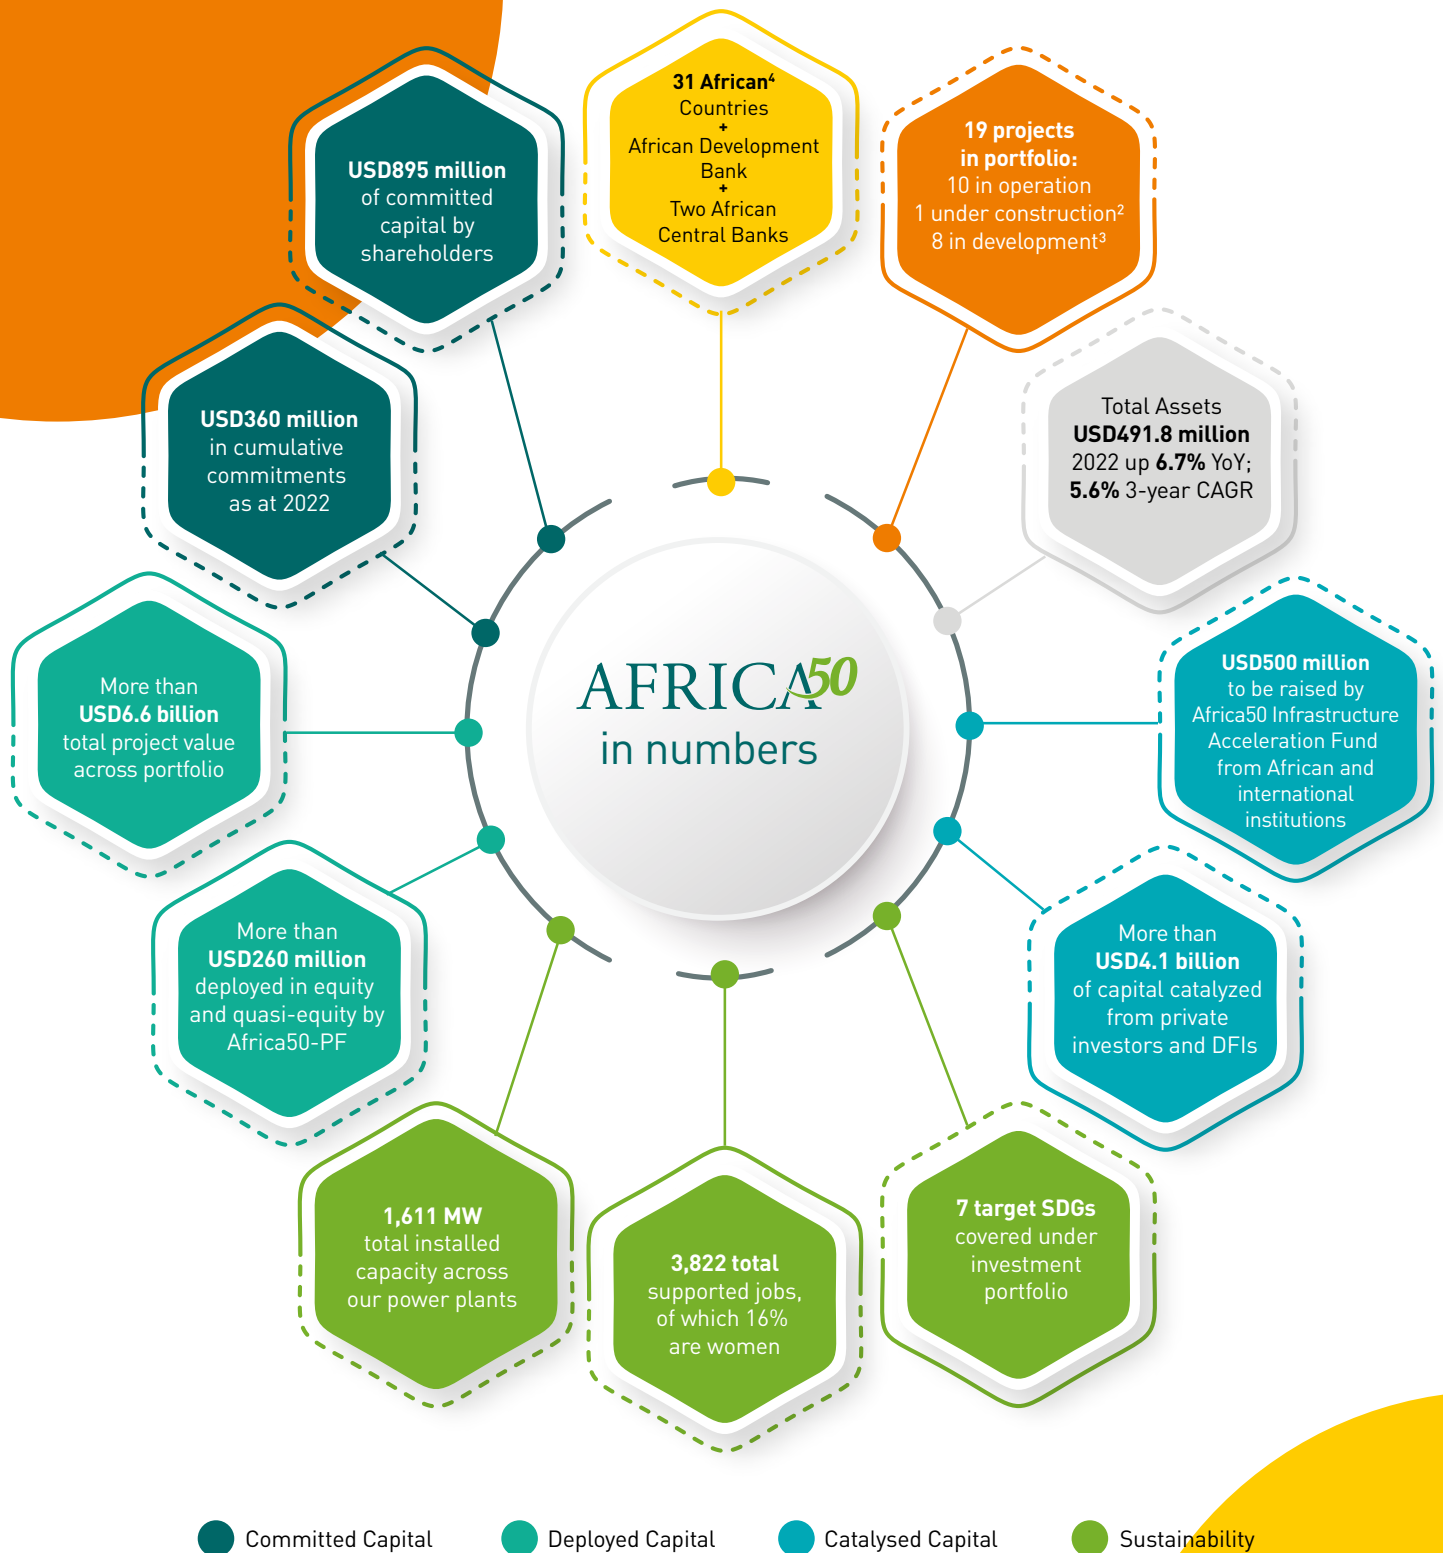 31 African⁴
Countries
+
African Development
Bank
+
Two African
Central Banks
19 projects
in portfolio:
10 in operation
1 under construction²
8 in development³
Total Assets
USD491.8 million
2022 up 6.7% YoY;
5.6% 3-year CAGR
USD500 million
to be raised by
Africa50 Infrastructure
Acceleration Fund
from African and
international
institutions
More than
USD4.1 billion
of capital catalyzed
from private
investors and DFIs
7 target SDGs
covered under
investment
portfolio
3,822 total
supported jobs,
of which 16%
are women
1,611 MW
total installed
capacity across
our power plants
More than
USD260 million
deployed in equity
and quasi-equity by
Africa50-PF
More than
USD6.6 billion
total project value
across portfolio
USD360 million
in cumulative
commitments
as at 2022
USD895 million
of committed
capital by
shareholders
AFRICA50
in numbers
Committed Capital
Deployed Capital
Catalysed Capital
Sustainability